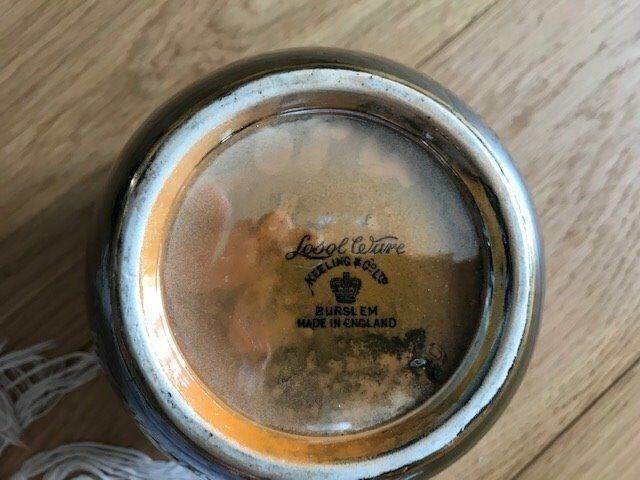 Losol Ware
KEELING & Co LTD
BURSLEM
MADE IN ENGLAND